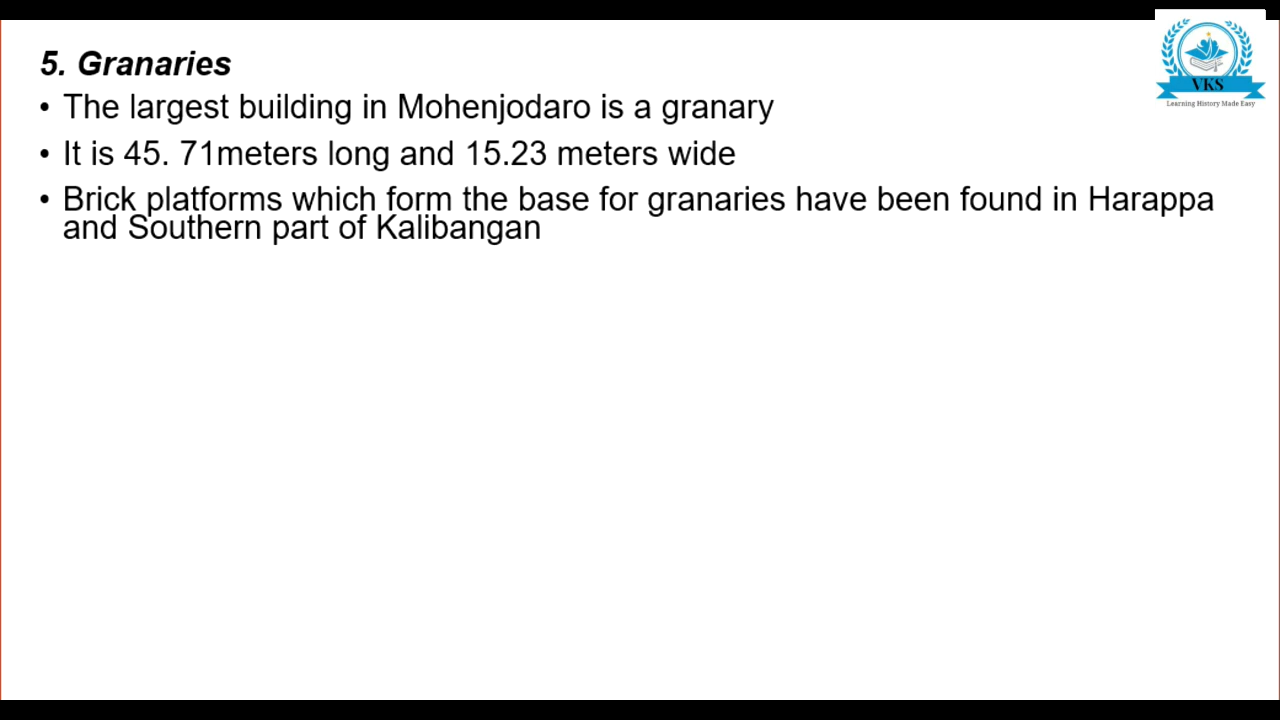 5. Granaries
• The largest building in Mohenjodaro is a granary
• It is 45. 71meters long and 15.23 meters wide
• Brick platforms which form the base for granaries have been found in Harappa
and Southern part of Kalibangan
VKS
Learning History Made Easy